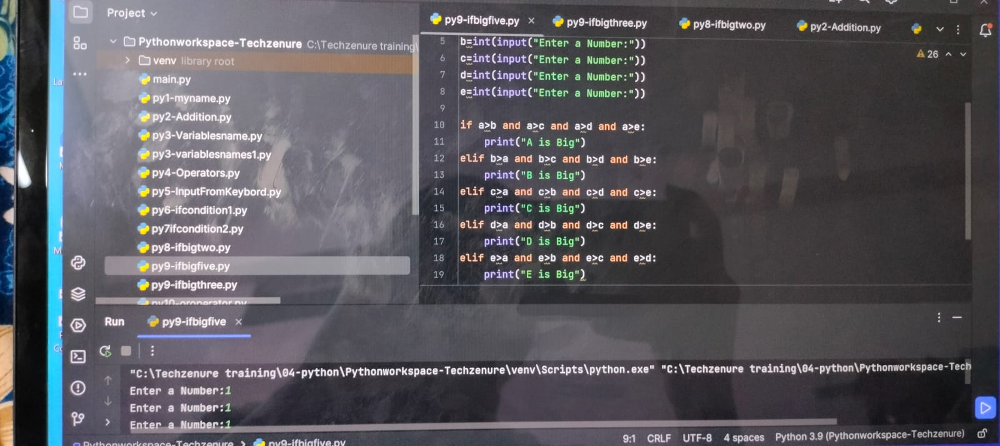 Project
py9-ifbigfive.py
py9-ifbigthree.py
py8-ifbigtwo.py
py2-Addition.py
Pythonworkspace-Techzenure C:\Techzenure training\
venv library root
main.py
py1-myname.py
py2-Addition.py
py3-Variablesname.py
py3-variablesnames1.py
py4-Operators.py
py5-InputFromKeybord.py
py6-ifcondition1.py
py7ifcondition2.py
py8-ifbigtwo.py
py9-ifbigfive.py
py9-ifbigthree.py
py10-oroperator.py
26
5 b=int(input("Enter a Number:"))
6 c=int(input("Enter a Number:"))
7 d=int(input("Enter a Number:"))
8 e=int(input("Enter a Number:"))
9
10 if a>b and a>c and a>d and a>e:
11 print("A is Big")
12 elif b>a and b>c and b>d and b>e:
13 print("B is Big")
14 elif c>a and c>b and c>d and c>e:
15 print("C is Big")
16 elif d>a and d>b and d>c and d>e:
17 print("D is Big")
18 elif e>a and e>b and e>c and e>d:
19 print("E is Big")
Run py9-ifbigfive
"C:\Techzenure training\04-python\Pythonworkspace-Techzenure\venv\Scripts\python.exe" "C:\Techzenure training\04-python\Pythonworkspace-Tech
Enter a Number:1
Enter a Number:1
Enter a Number:1
Pythonworkspace-Techzenure > py9-ifbigfive.py
9:1 CRLF UTF-8 4 spaces Python 3.9 (Pythonworkspace-Techzenure)